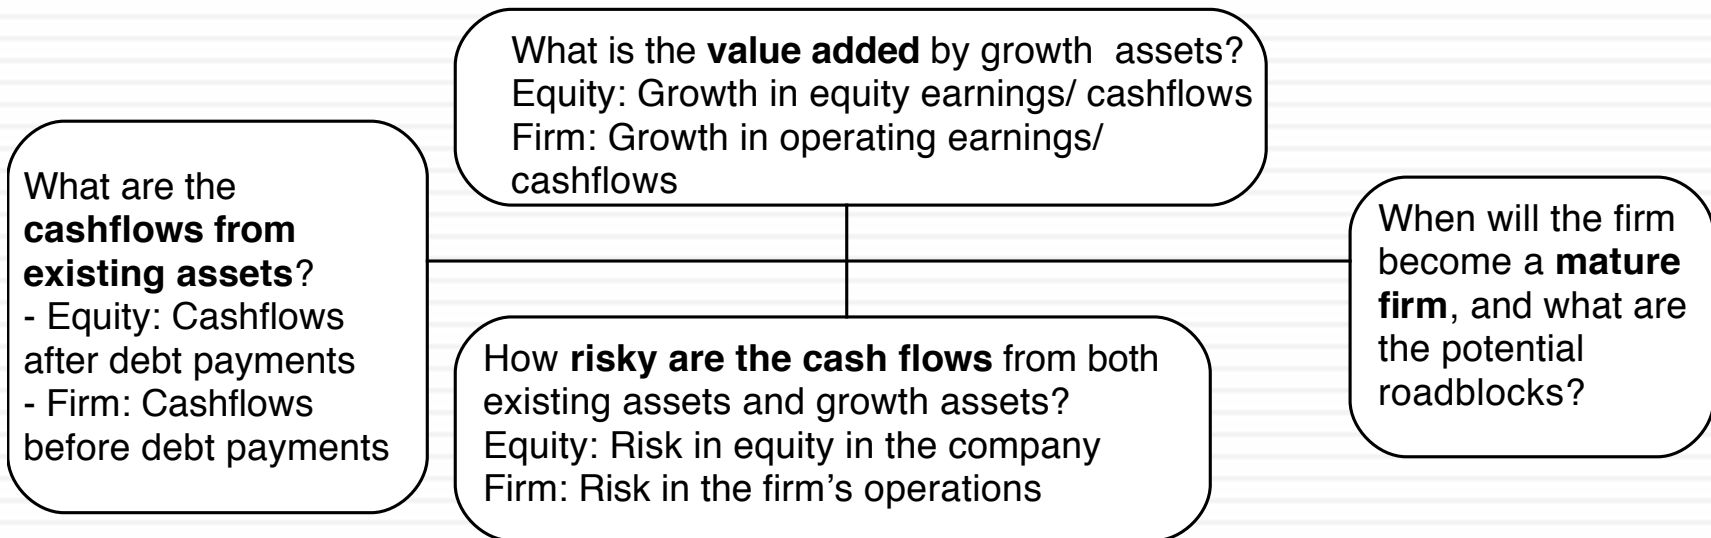 What is the value added by growth assets?
Equity: Growth in equity earnings/ cashflows
Firm: Growth in operating earnings/
cashflows
What are the
cashflows from
existing assets?
- Equity: Cashflows
after debt payments
- Firm: Cashflows
before debt payments
How risky are the cash flows from both
existing assets and growth assets?
Equity: Risk in equity in the company
Firm: Risk in the firm’s operations
When will the firm
become a mature
firm, and what are
the potential
roadblocks?